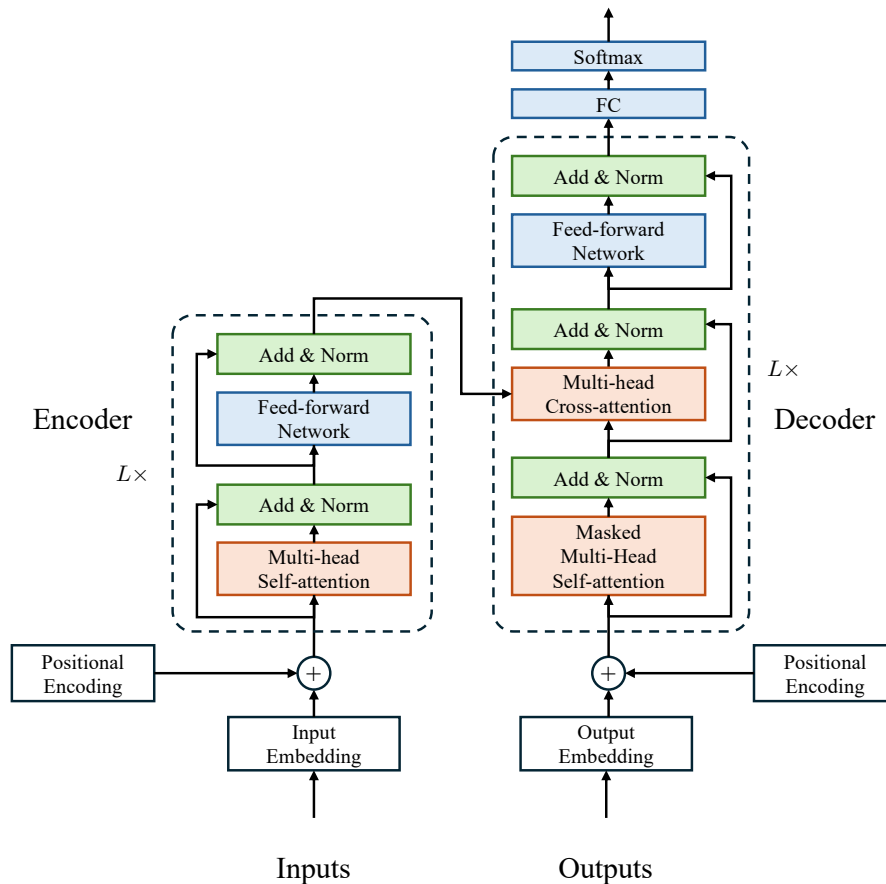 Softmax
FC
Add & Norm
Feed-forward
Network
Add & Norm
Multi-head
Cross-attention
Add & Norm
Masked
Multi-Head
Self-attention
L×
Decoder
Add & Norm
Feed-forward
Network
Add & Norm
Multi-head
Self-attention
Encoder
L×
Positional
Encoding
+
+
Positional
Encoding
Input
Embedding
Output
Embedding
Inputs
Outputs